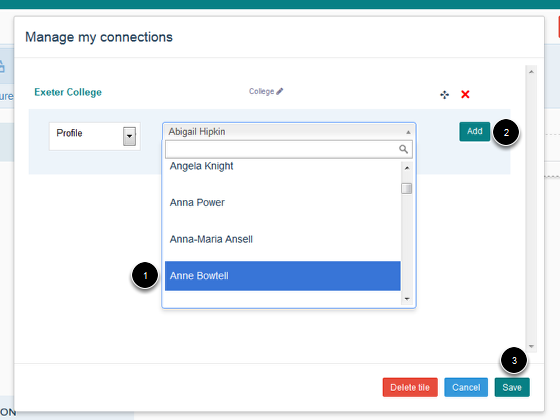 Manage my connections
Exeter College College
Profile Abigail Hipkin Add 2
Angela Knight
Anna Power
Anna-Maria Ansell
1 Anne Bowtell
3
Delete tile Cancel Save
ure
ON